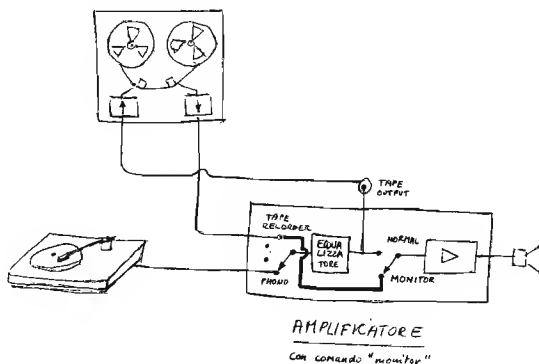 TAPE
OUTPUT
TAPE
RECORDER
PHONO
EQUA
LIZZA
TORE
NORMAL
MONITOR
AMPLIFICATORE
con comando "monitor"